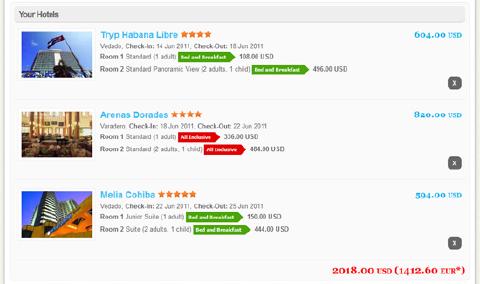 Your Hotels
Tryp Habana Libre 604.00 USD
Vedado, Check-In: 14 Jun 2011, Check-Out: 18 Jun 2011
Room 1 Standard (1 adult) Bed and Breakfast 108.00 USD
Room 2 Standard Panoramic View (2 adults, 1 child) Bed and Breakfast 496.00 USD
X
Arenas Doradas 820.00 USD
Varadero, Check-In: 18 Jun 2011, Check-Out: 22 Jun 2011
Room 1 Standard (1 adult) All Inclusive 336.00 USD
Room 2 Standard (2 adults, 1 child) All Inclusive 484.00 USD
X
Melia Cohiba 594.00 USD
Vedado, Check-In: 22 Jun 2011, Check-Out: 25 Jun 2011
Room 1 Junior Suite (1 adult) Bed and Breakfast 150.00 USD
Room 2 Suite (2 adults, 1 child) Bed and Breakfast 444.00 USD
X
2018.00 USD (1412.60 EUR*)